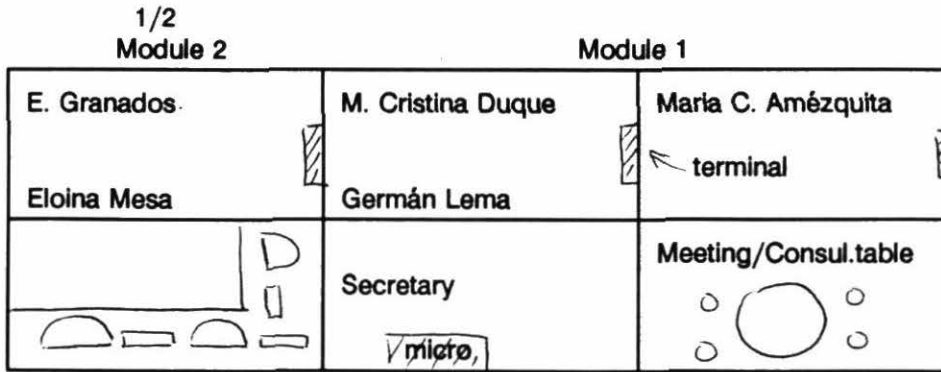 1/2
Module 2
Module 1
E. Granados
M. Cristina Duque
Maria C. Amézquita
terminal
Eloina Mesa
Germán Lema
Meeting/Consul.table
Secretary
micro,